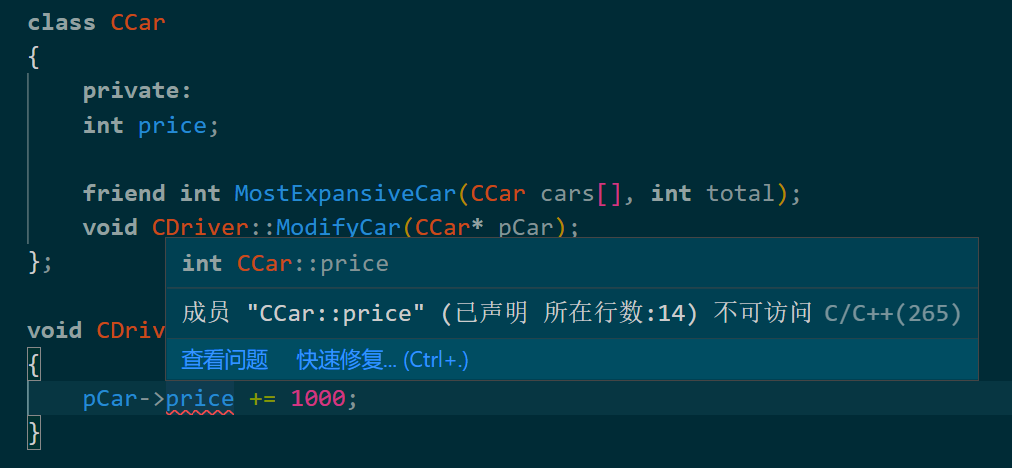 class CCar
{
private:
int price;
friend int MostExpansiveCar(CCar cars[], int total);
void CDriver::ModifyCar(CCar* pCar);
};
int CCar::price
成员 "CCar::price" (已声明 所在行数:14) 不可访问 C/C++(265)
void CDriv
查看问题 快速修复... (Ctrl+.)
{
pCar->price += 1000;
}